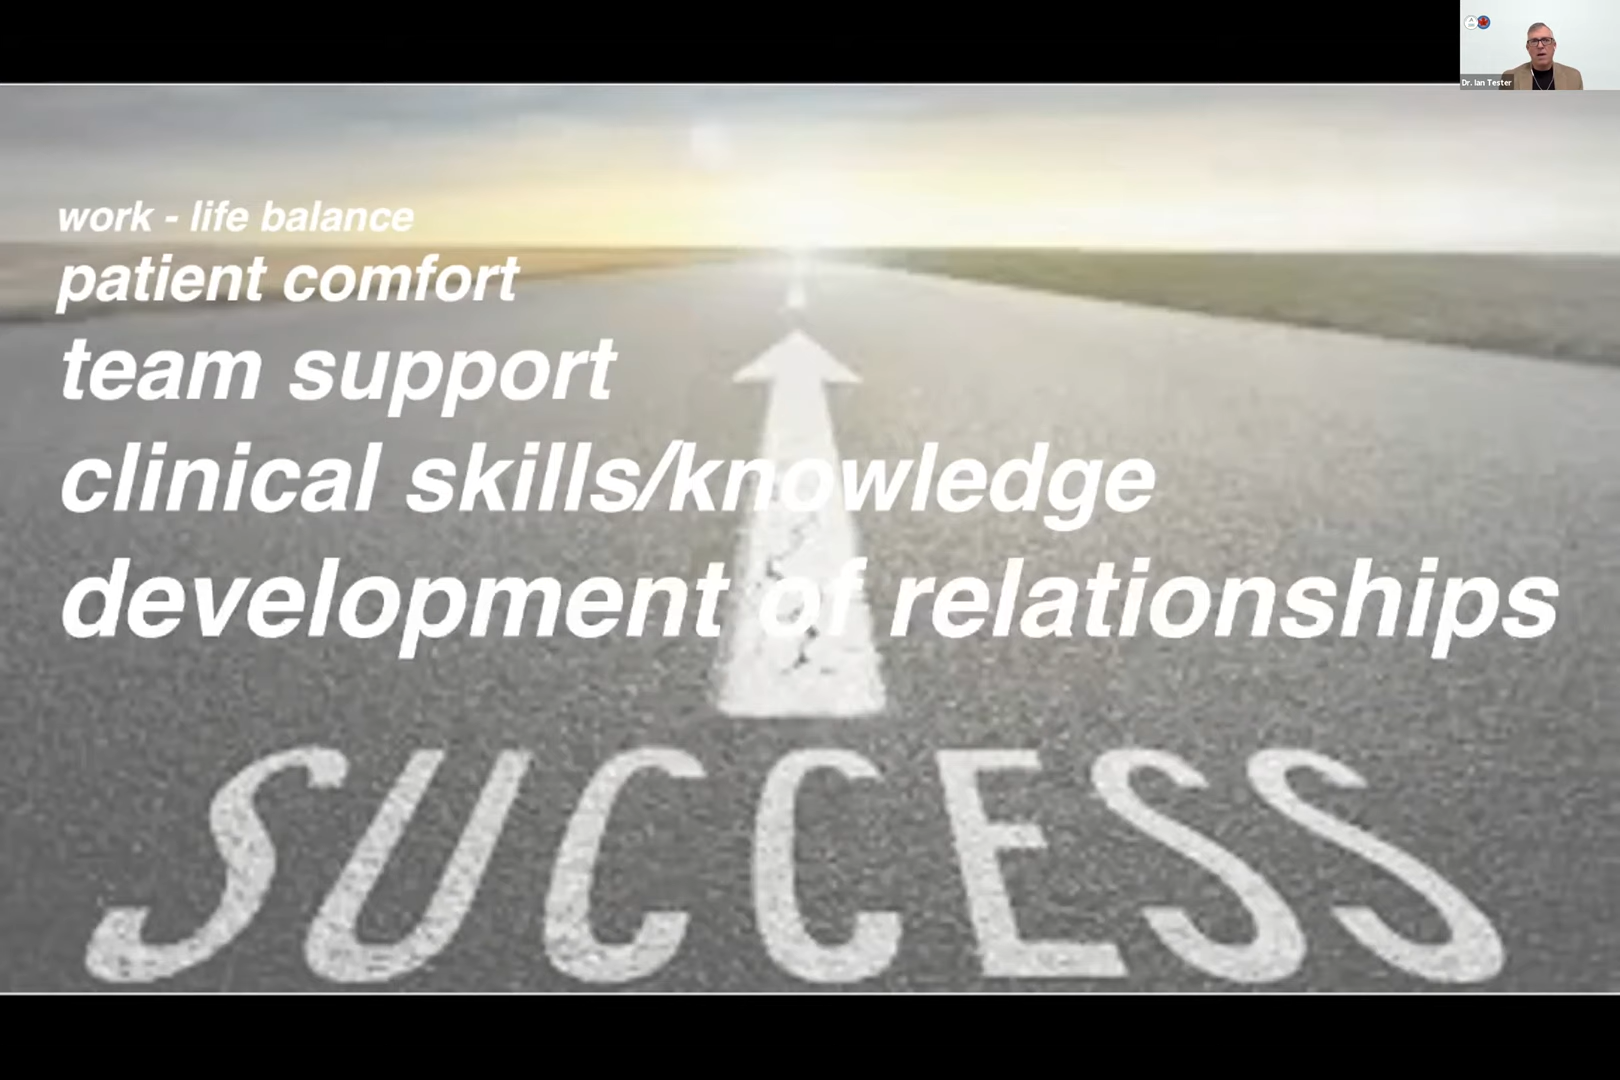 Dr. Ian Tester
work - life balance
patient comfort
team support
clinical skills/knowledge
development of relationships
SUCCESS